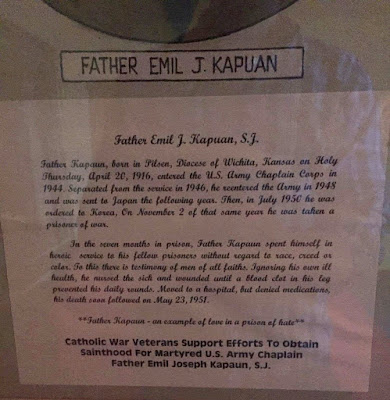 FATHER EMIL J. KAPUAN
Father Emil J. Kapuan, S.J.
Father Kapaun, born in Pilsen, Diocese of Wichita, Kansas on Holy
Thursday, April 20, 1916, entered the U.S. Army Chaplain Corps in
1944. Separated from the service in 1946, he reentered the Army in 1948
and was sent to Japan the following year. Then, in July 1950 he was
ordered to Korea, On November 2 of that same year he was taken a
prisoner of war.
In the seven months in prison, Father Kapaun spent himself in
heroic service to his fellow prisoners without regard to race, creed or
color. To this there is testimony of men of all faiths. Ignoring his own ill
health, he nursed the sick and wounded until a blood clot in his leg
prevented his daily rounds. Moved to a hospital, but denied medications,
his death soon followed on May 23, 1951.
**Father Kapaun - an example of love in a prison of hate**
Catholic War Veterans Support Efforts To Obtain
Sainthood For Martyred U.S. Army Chaplain
Father Emil Joseph Kapaun, S.J.